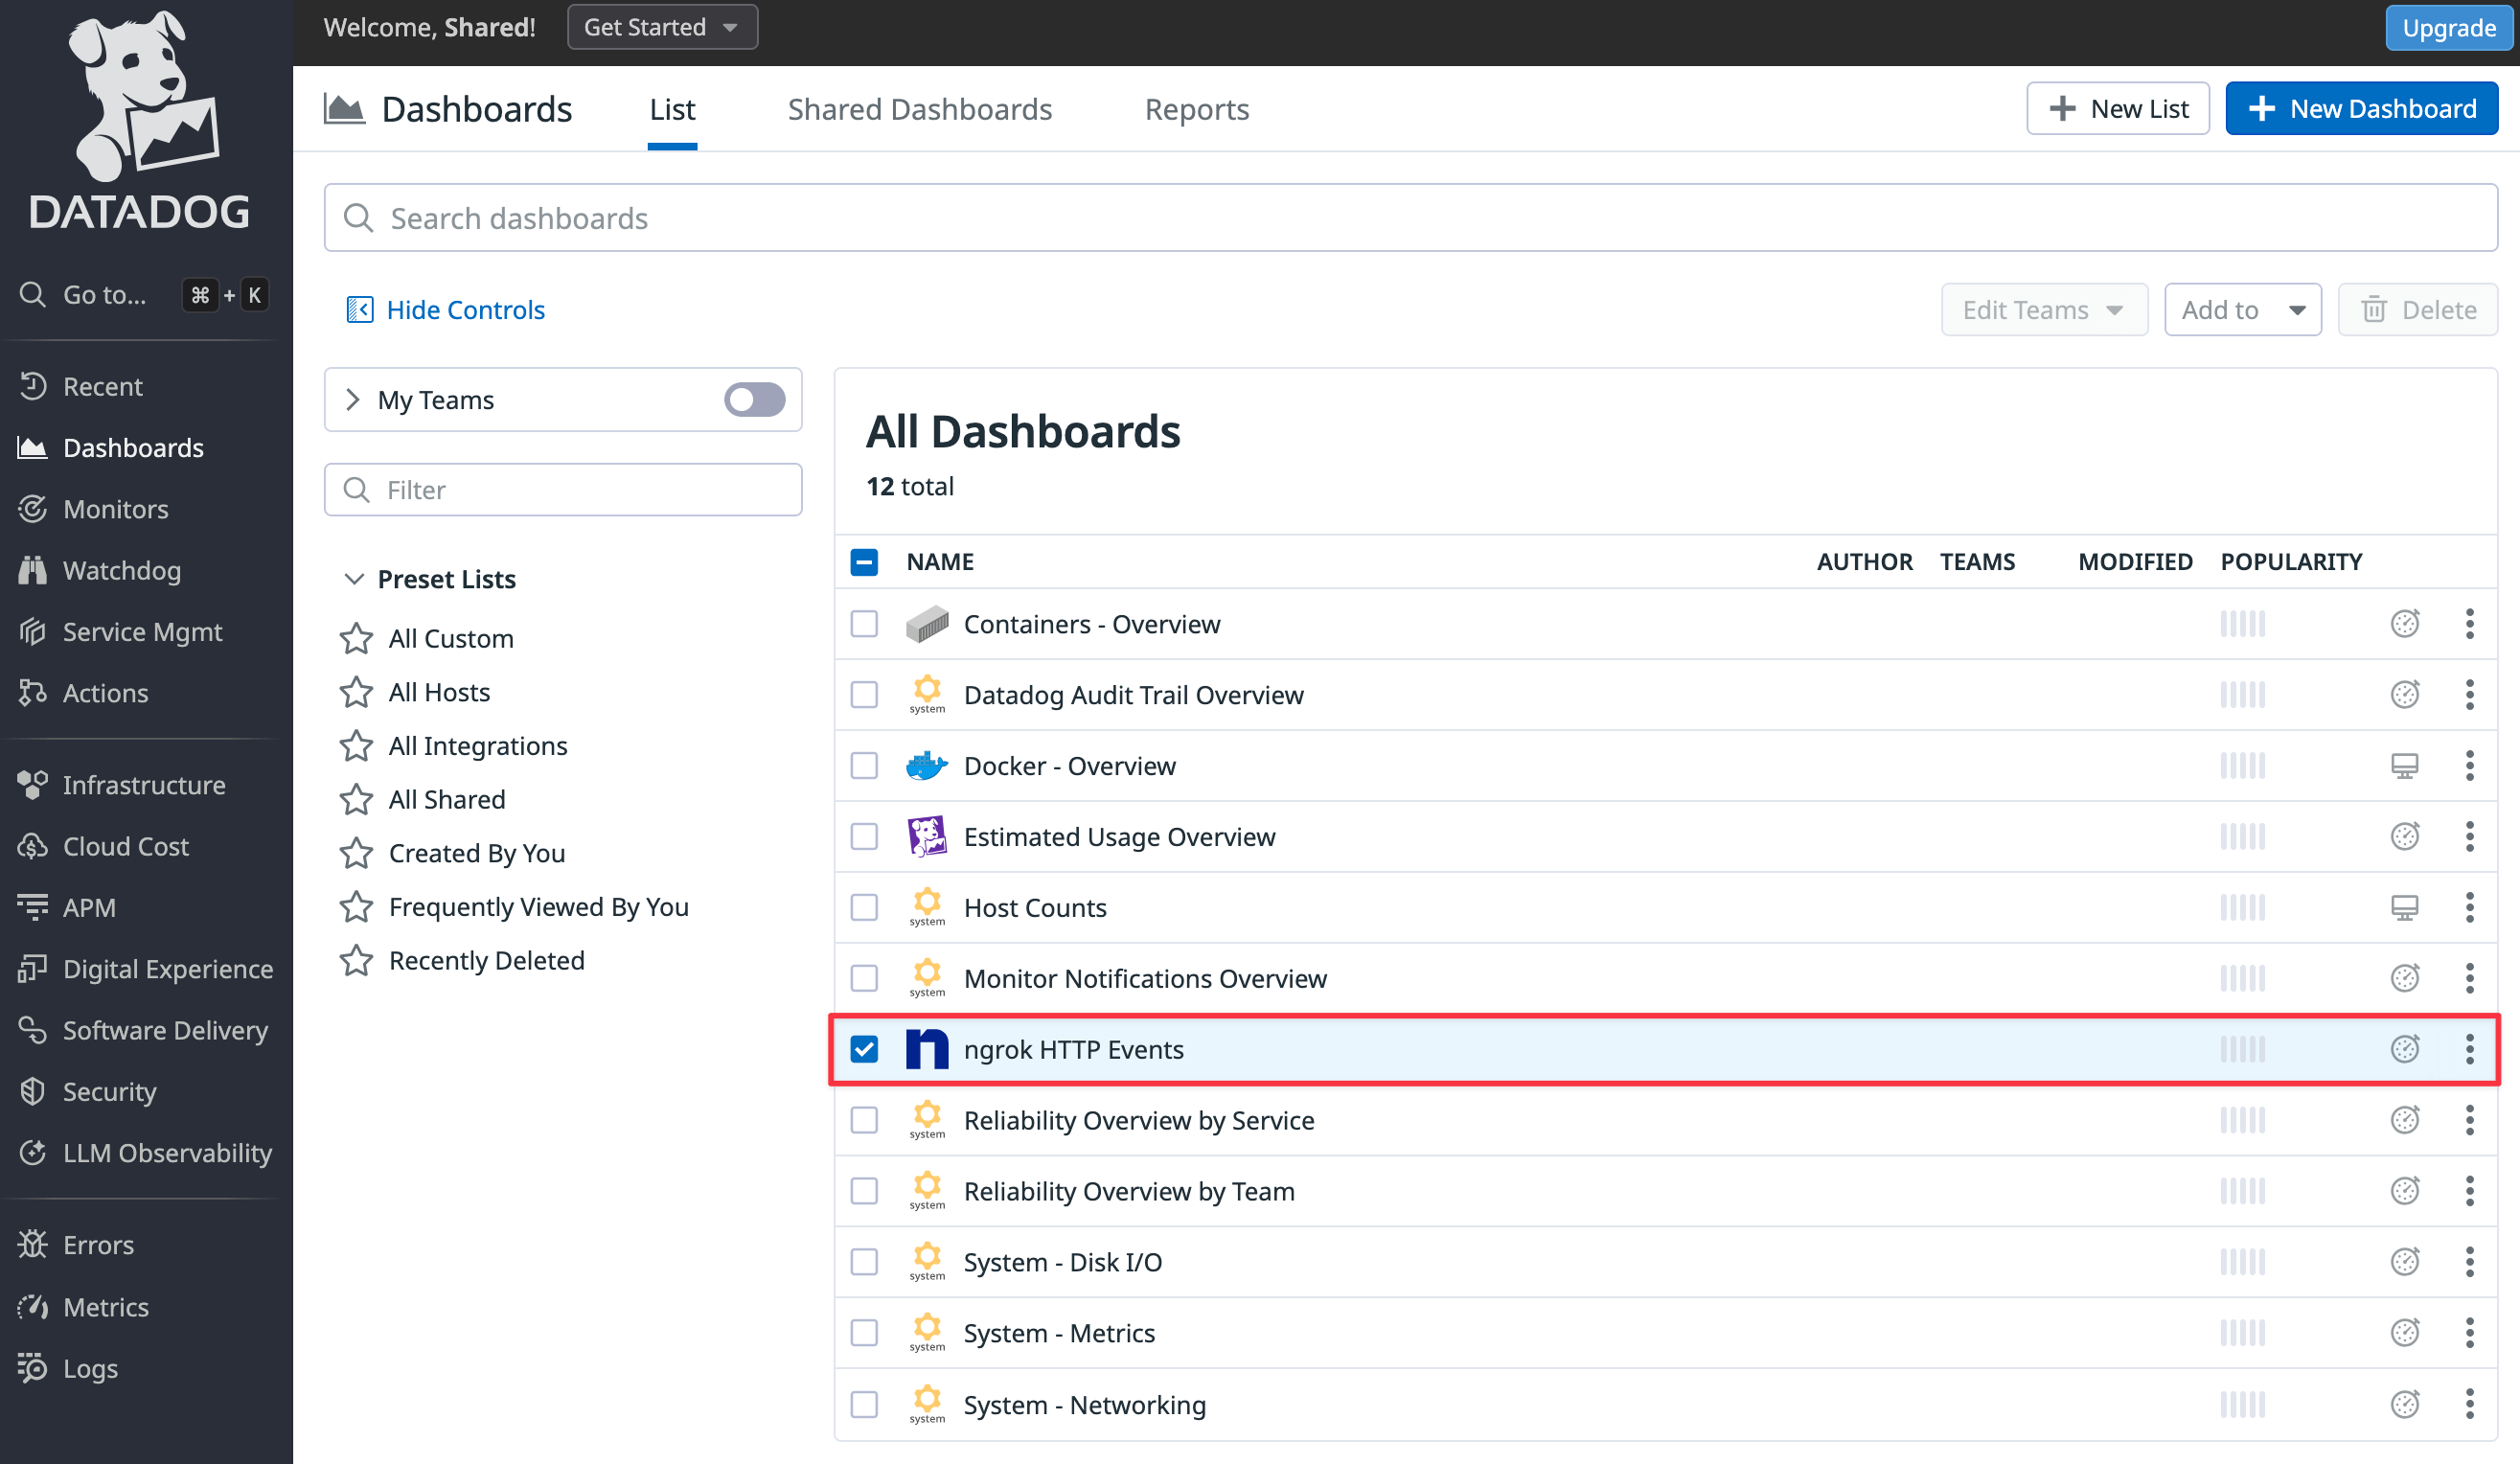 Welcome, Shared!
Get Started
Upgrade
DATADOG
Go to...
⌘ + K
Recent
Dashboards
Monitors
Watchdog
Service Mgmt
Actions
Infrastructure
Cloud Cost
APM
Digital Experience
Software Delivery
Security
LLM Observability
Errors
Metrics
Logs
Dashboards
List
Shared Dashboards
Reports
New List
New Dashboard
Search dashboards
Hide Controls
Edit Teams
Add to
Delete
My Teams
Filter
Preset Lists
All Custom
All Hosts
All Integrations
All Shared
Created By You
Frequently Viewed By You
Recently Deleted
All Dashboards
12 total
NAME AUTHOR TEAMS MODIFIED POPULARITY
Containers - Overview
system Datadog Audit Trail Overview
Docker - Overview
Estimated Usage Overview
system Host Counts
system Monitor Notifications Overview
n ngrok HTTP Events
system Reliability Overview by Service
system Reliability Overview by Team
system System - Disk I/O
system System - Metrics
system System - Networking